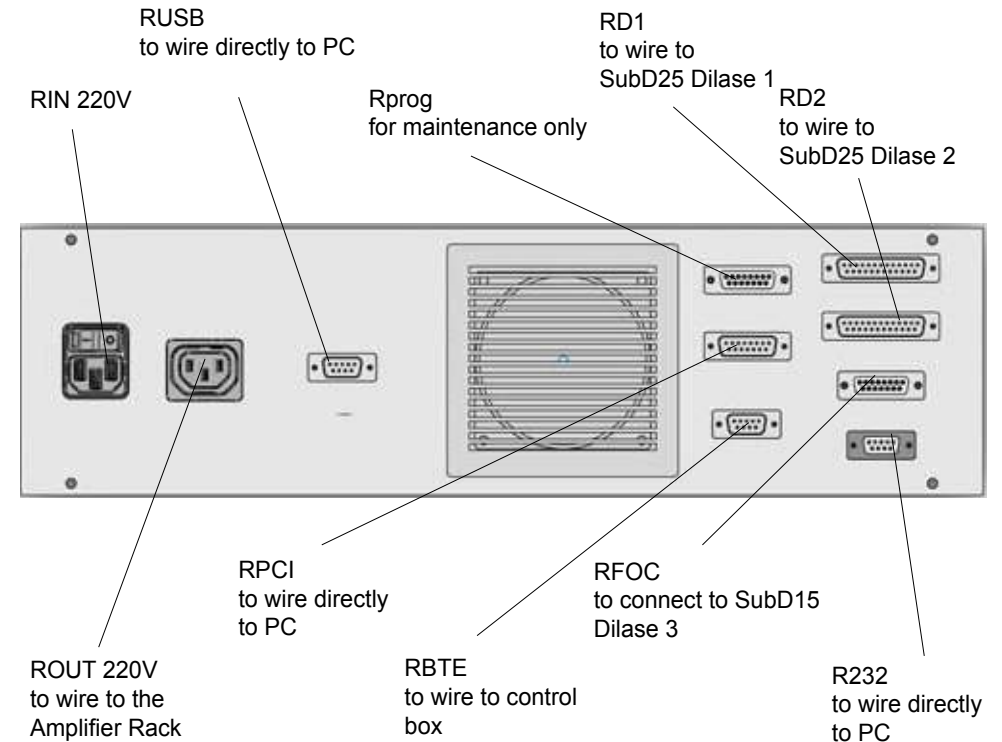 RUSB
to wire directly to PC
RD1
to wire to
SubD25 Dilase 1
RIN 220V
Rprog
for maintenance only
RD2
to wire to
SubD25 Dilase 2
RPCI
to wire directly
to PC
RFOC
to connect to SubD15
Dilase 3
ROUT 220V
to wire to the
Amplifier Rack
RBTE
to wire to control
box
R232
to wire directly
to PC